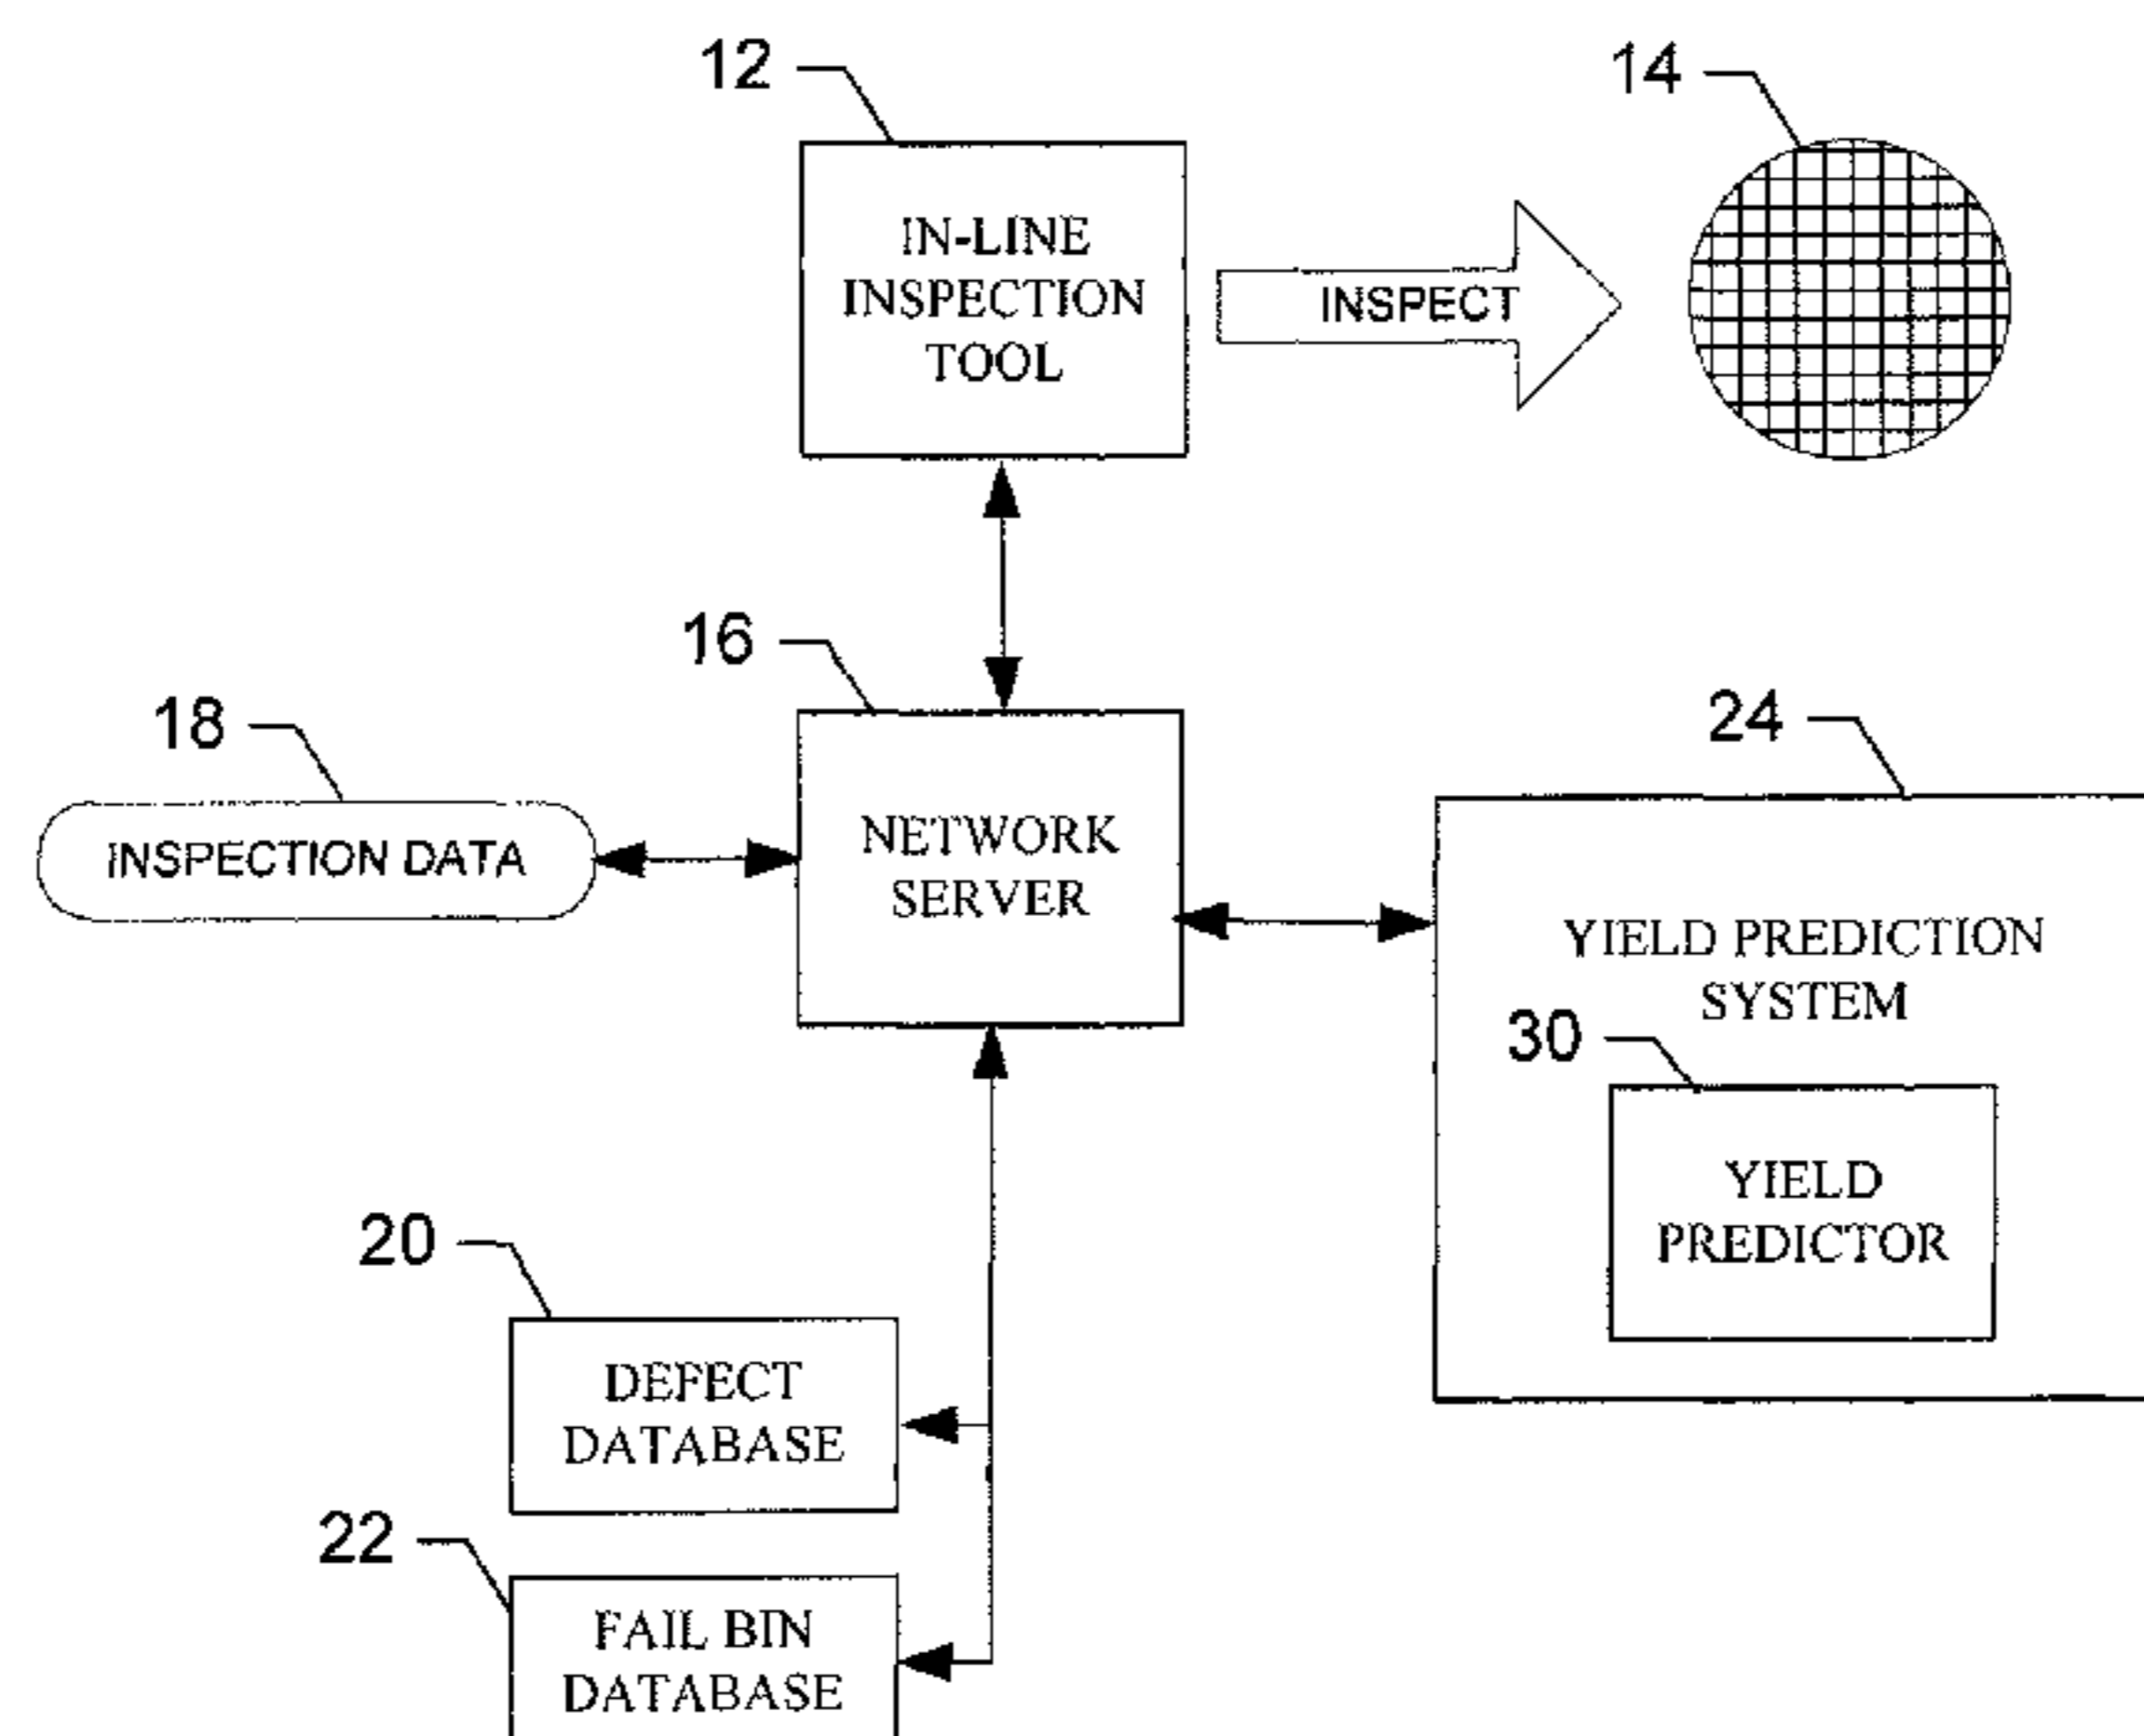 12
14
IN-LINE
INSPECTION
TOOL
INSPECT
16
18
24
INSPECTION DATA
NETWORK
SERVER
YIELD PREDICTION
SYSTEM
30
YIELD
PREDICTOR
20
DEFECT
DATABASE
22
FAIL BIN
DATABASE